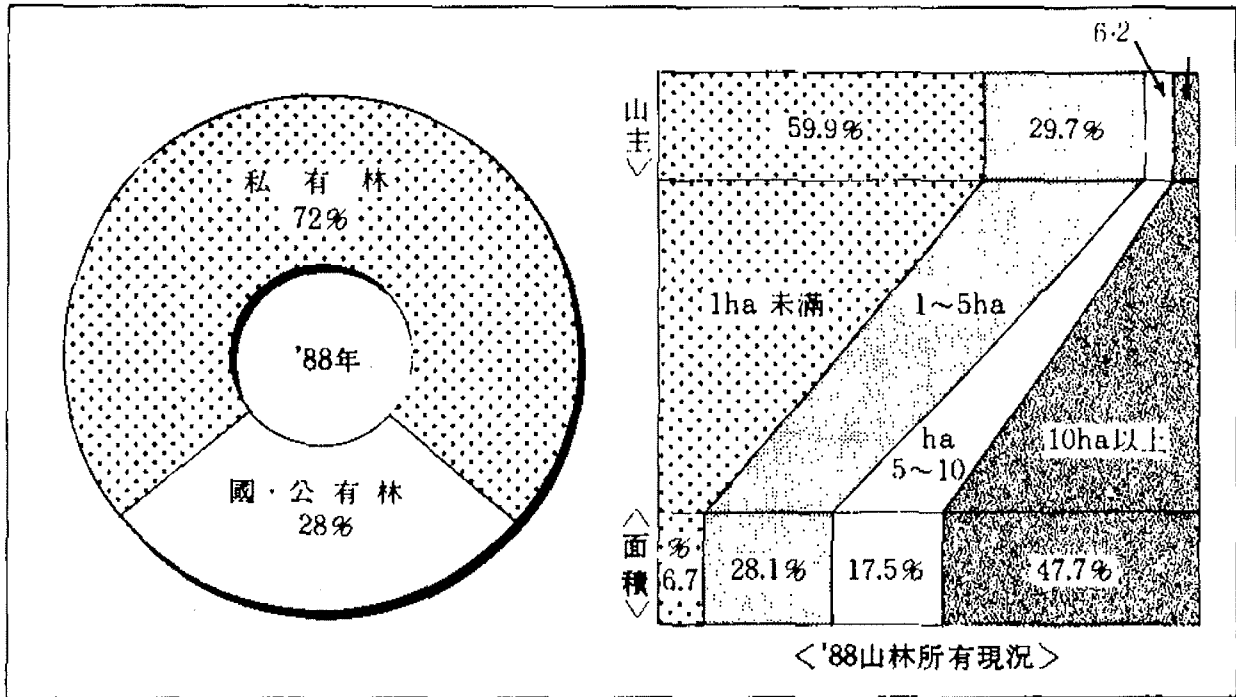 私有林
72%
'88年
國·公有林
28%
6·2
〈山主〉
59.9%
29.7%
1ha 未滿
1~5ha
ha
5~10
10ha以上
〈面積〉
%
6.7
28.1%
17.5%
47.7%
<'88山林所有現況>